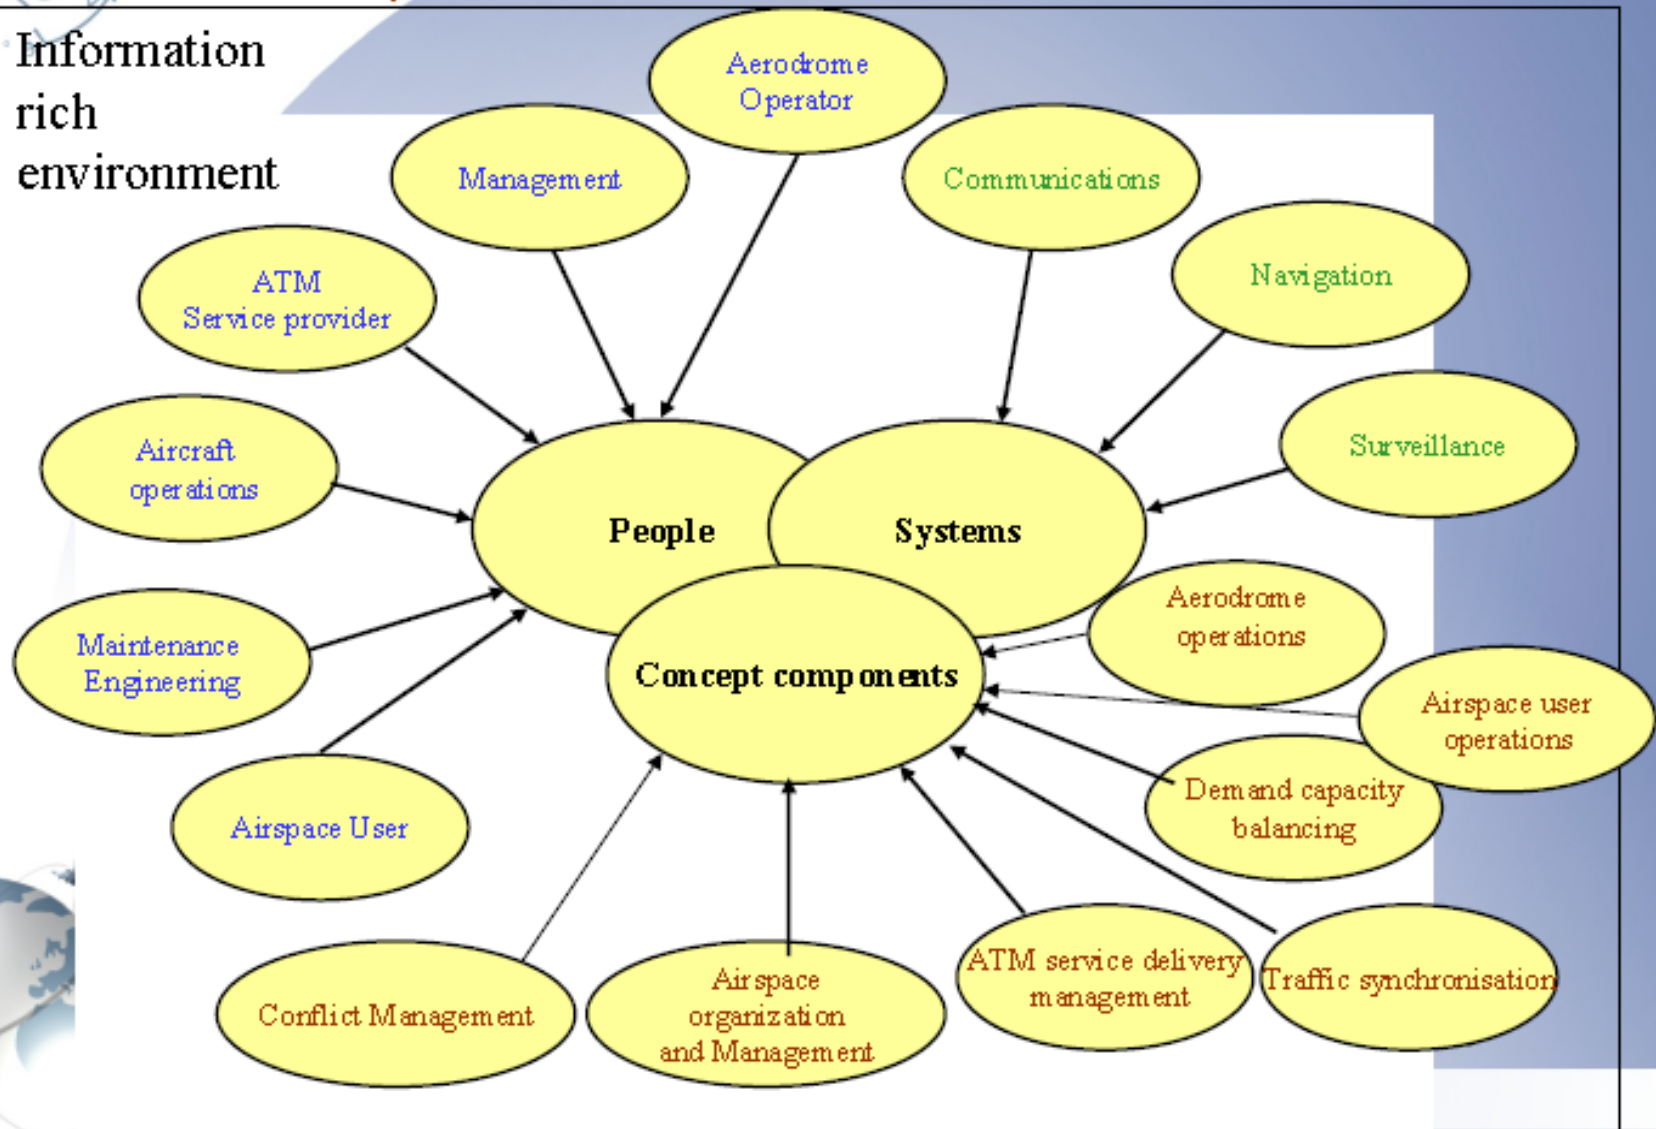 Information
rich
environment
Aerodrome
Operator
Management
Communications
ATM
Service provider
Navigation
Aircraft
operations
Surveillance
People
Systems
Maintenance
Engineering
Aerodrome
operations
Concept components
Airspace user
operations
Airspace User
Demand capacity
balancing
Conflict Management
Airspace
organization
and Management
ATM service delivery
management
Traffic synchronisation